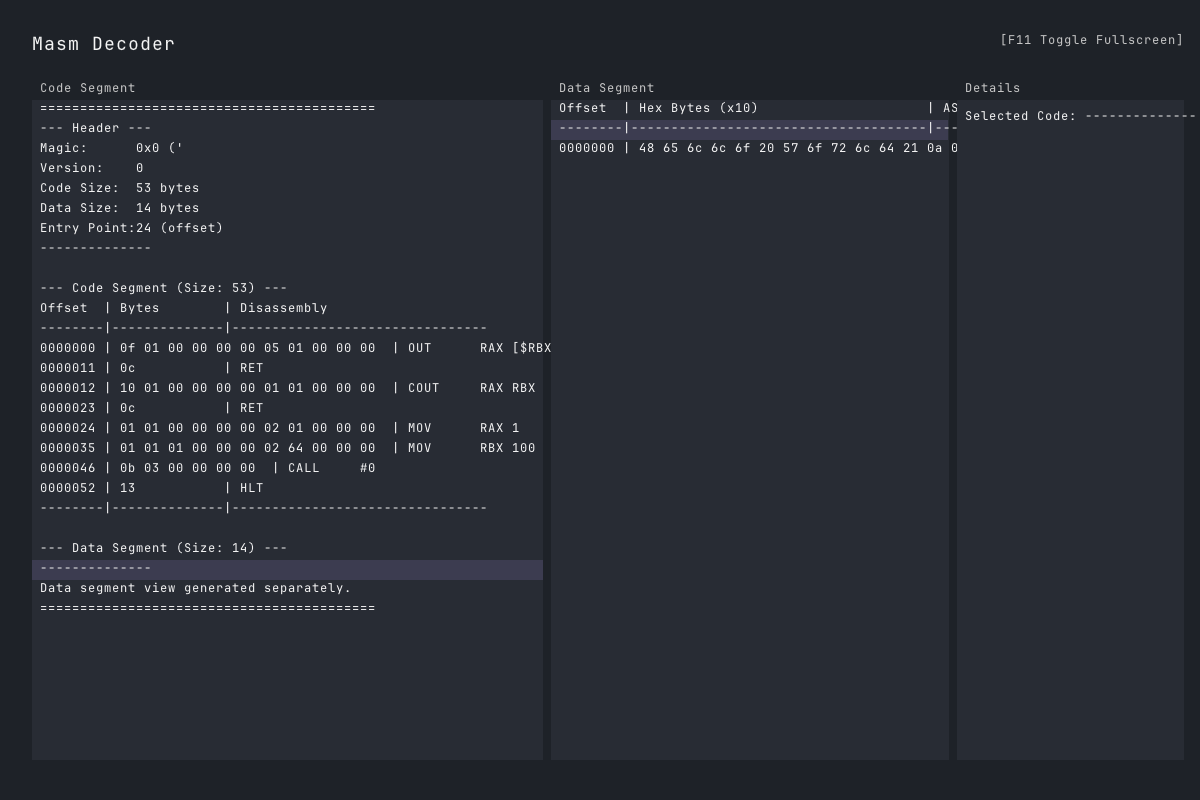 Masm Decoder
[F11 Toggle Fullscreen]
Code Segment
==========================================
--- Header ---
Magic:      0x0 ('
Version:    0
Code Size:  53 bytes
Data Size:  14 bytes
Entry Point:24 (offset)
--------------
--- Code Segment (Size: 53) ---
Offset  | Bytes        | Disassembly
--------|--------------|--------------------------------
0000000 | 0f 01 00 00 00 00 05 01 00 00 00  | OUT      RAX [$RBX
0000011 | 0c           | RET
0000012 | 10 01 00 00 00 00 01 01 00 00 00  | COUT     RAX RBX
0000023 | 0c           | RET
0000024 | 01 01 00 00 00 00 02 01 00 00 00  | MOV      RAX 1
0000035 | 01 01 01 00 00 00 02 64 00 00 00  | MOV      RBX 100
0000046 | 0b 03 00 00 00 00  | CALL     #0
0000052 | 13           | HLT
--------|--------------|--------------------------------
--- Data Segment (Size: 14) ---
--------------
Data segment view generated separately.
==========================================
Data Segment
Offset  | Hex Bytes (x10)                     | AS
--------|-------------------------------------|---
0000000 | 48 65 6c 6c 6f 20 57 6f 72 6c 64 21 0a 0
Details
Selected Code: --------------